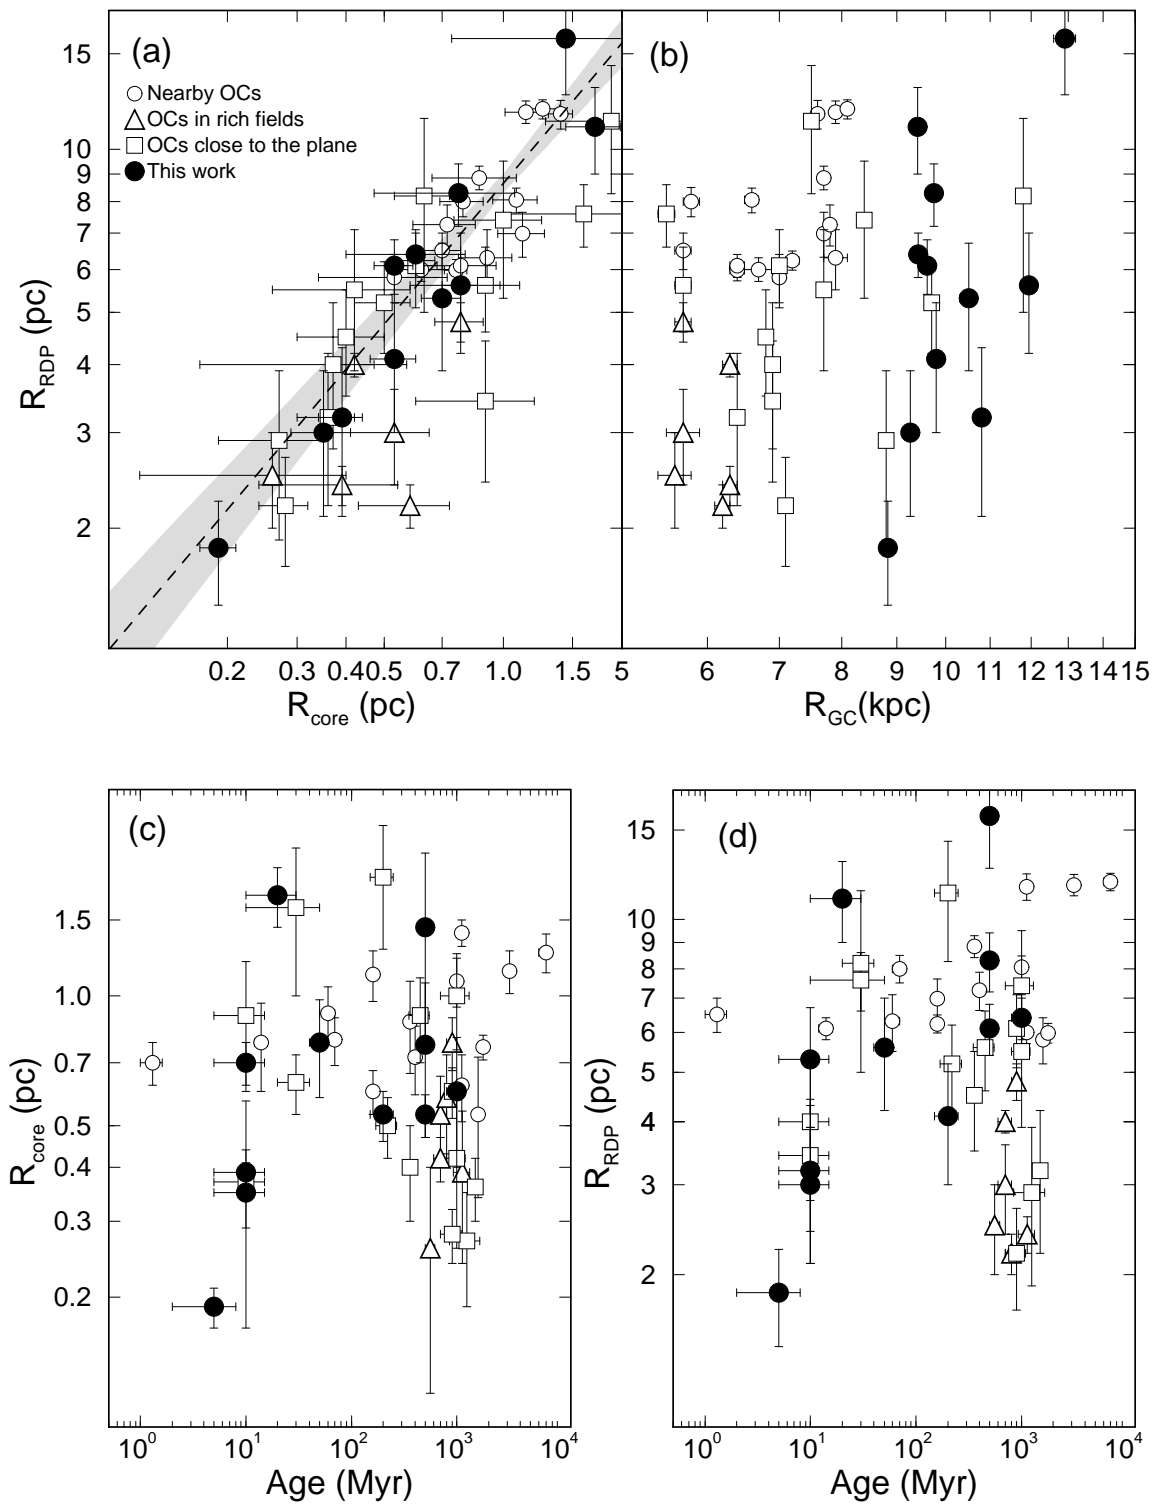 (a)
Nearby OCs
OCs in rich fields
OCs close to the plane
This work
15
10
9
8
7
6
5
4
3
2
R_RDP (pc)
0.2 0.3 0.4 0.5 0.7 1.0 1.5 5
R_core (pc)
(b)
6 7 8 9 10 11 12 13 14 15
R_GC(kpc)
(c)
1.5
1.0
0.7
0.5
0.4
0.3
0.2
R_core (pc)
10^0 10^1 10^2 10^3 10^4
Age (Myr)
(d)
15
10
9
8
7
6
5
4
3
2
R_RDP (pc)
10^0 10^1 10^2 10^3 10^4
Age (Myr)